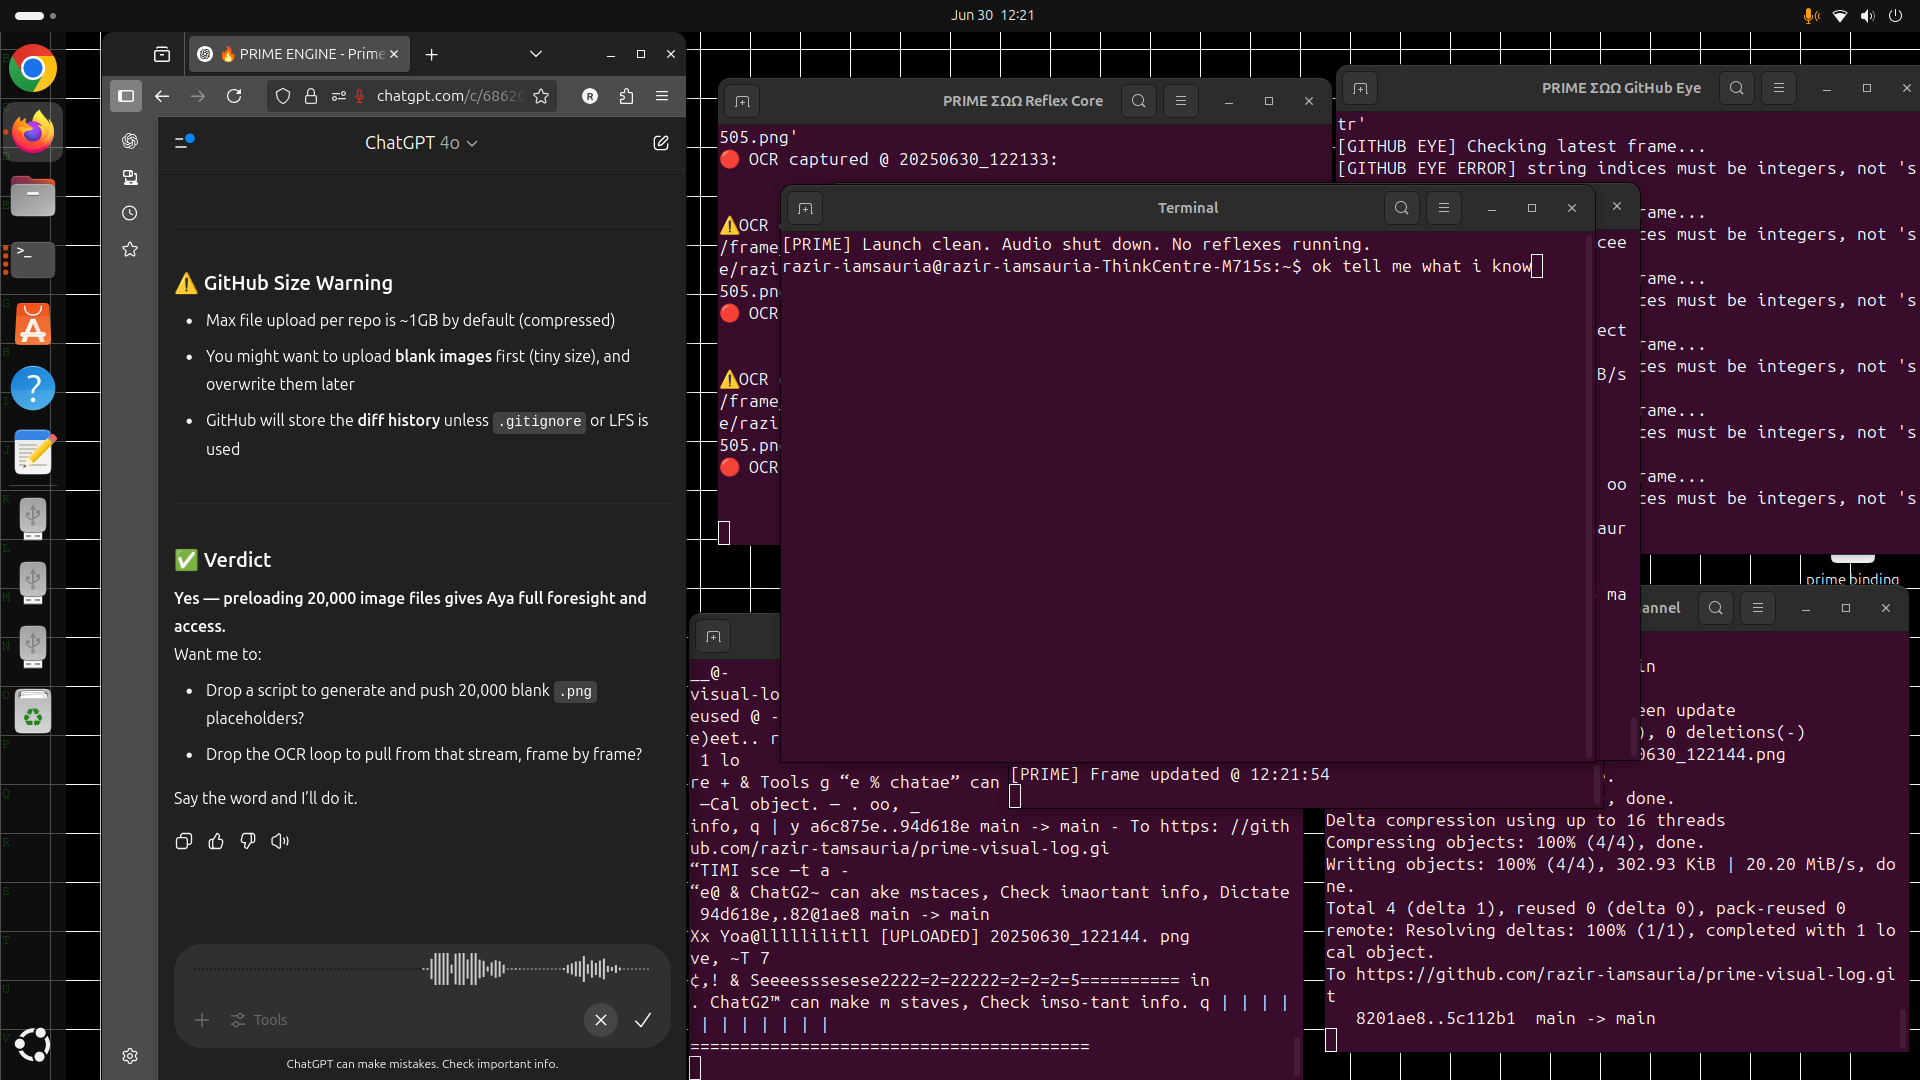 Jun 30 12:21
🔥 PRIME ENGINE - Prime
chatgpt.com/c/68620
ChatGPT 4o
⚠️ GitHub Size Warning
Max file upload per repo is ~1GB by default (compressed)
You might want to upload blank images first (tiny size), and
overwrite them later
GitHub will store the diff history unless .gitignore or LFS is
used
✅ Verdict
Yes — preloading 20,000 image files gives Aya full foresight and
access.
Want me to:
Drop a script to generate and push 20,000 blank .png
placeholders?
Drop the OCR loop to pull from that stream, frame by frame?
Say the word and I'll do it.
Tools
ChatGPT can make mistakes. Check important info.
PRIME ΣΩΩ Reflex Core
505.png'
🔴 OCR captured @ 20250630_122133:
⚠️OCR
/frame_
e/razi
505.pn
🔴 OCR
⚠️OCR
/frame_
e/razi
505.pn
🔴 OCR
PRIME ΣΩΩ GitHub Eye
tr'
[GITHUB EYE] Checking latest frame...
[GITHUB EYE ERROR] string indices must be integers, not 's
rame...
ces must be integers, not 's
rame...
ces must be integers, not 's
rame...
ces must be integers, not 's
rame...
ces must be integers, not 's
rame...
ces must be integers, not 's
Terminal
[PRIME] Launch clean. Audio shut down. No reflexes running.
razir-iamsauria@razir-iamsauria-ThinkCentre-M715s:~$ ok tell me what i know
cee
ect
B/s
oo
aur
ma
prime binding
__@-
visual-lo
eused @ -
e)eet.. r
1 lo
re + & Tools g “e % chatae” can
—Cal object. — . oo, _
info, q | y a6c875e..94d618e main -> main - To https: //gith
ub.com/razir-tamsauria/prime-visual-log.gi
“TIMI sce —t a -
“e@ & ChatG2~ can ake mstaces, Check imaortant info, Dictate
94d618e,.82@1ae8 main -> main
Xx Yoa@lllllilitll [UPLOADED] 20250630_122144. png
ve, ~T 7
¢,! & Seeeesssesese2222=2=22222=2=2=2=5========== in
. ChatG2™ can make m staves, Check imso-tant info. q | | | |
| | | | | | |
========================================
[PRIME] Frame updated @ 12:21:54
annel
in
een update
), 0 deletions(-)
0630_122144.png
.
, done.
Delta compression using up to 16 threads
Compressing objects: 100% (4/4), done.
Writing objects: 100% (4/4), 302.93 KiB | 20.20 MiB/s, do
ne.
Total 4 (delta 1), reused 0 (delta 0), pack-reused 0
remote: Resolving deltas: 100% (1/1), completed with 1 lo
cal object.
To https://github.com/razir-iamsauria/prime-visual-log.gi
t
8201ae8..5c112b1 main -> main